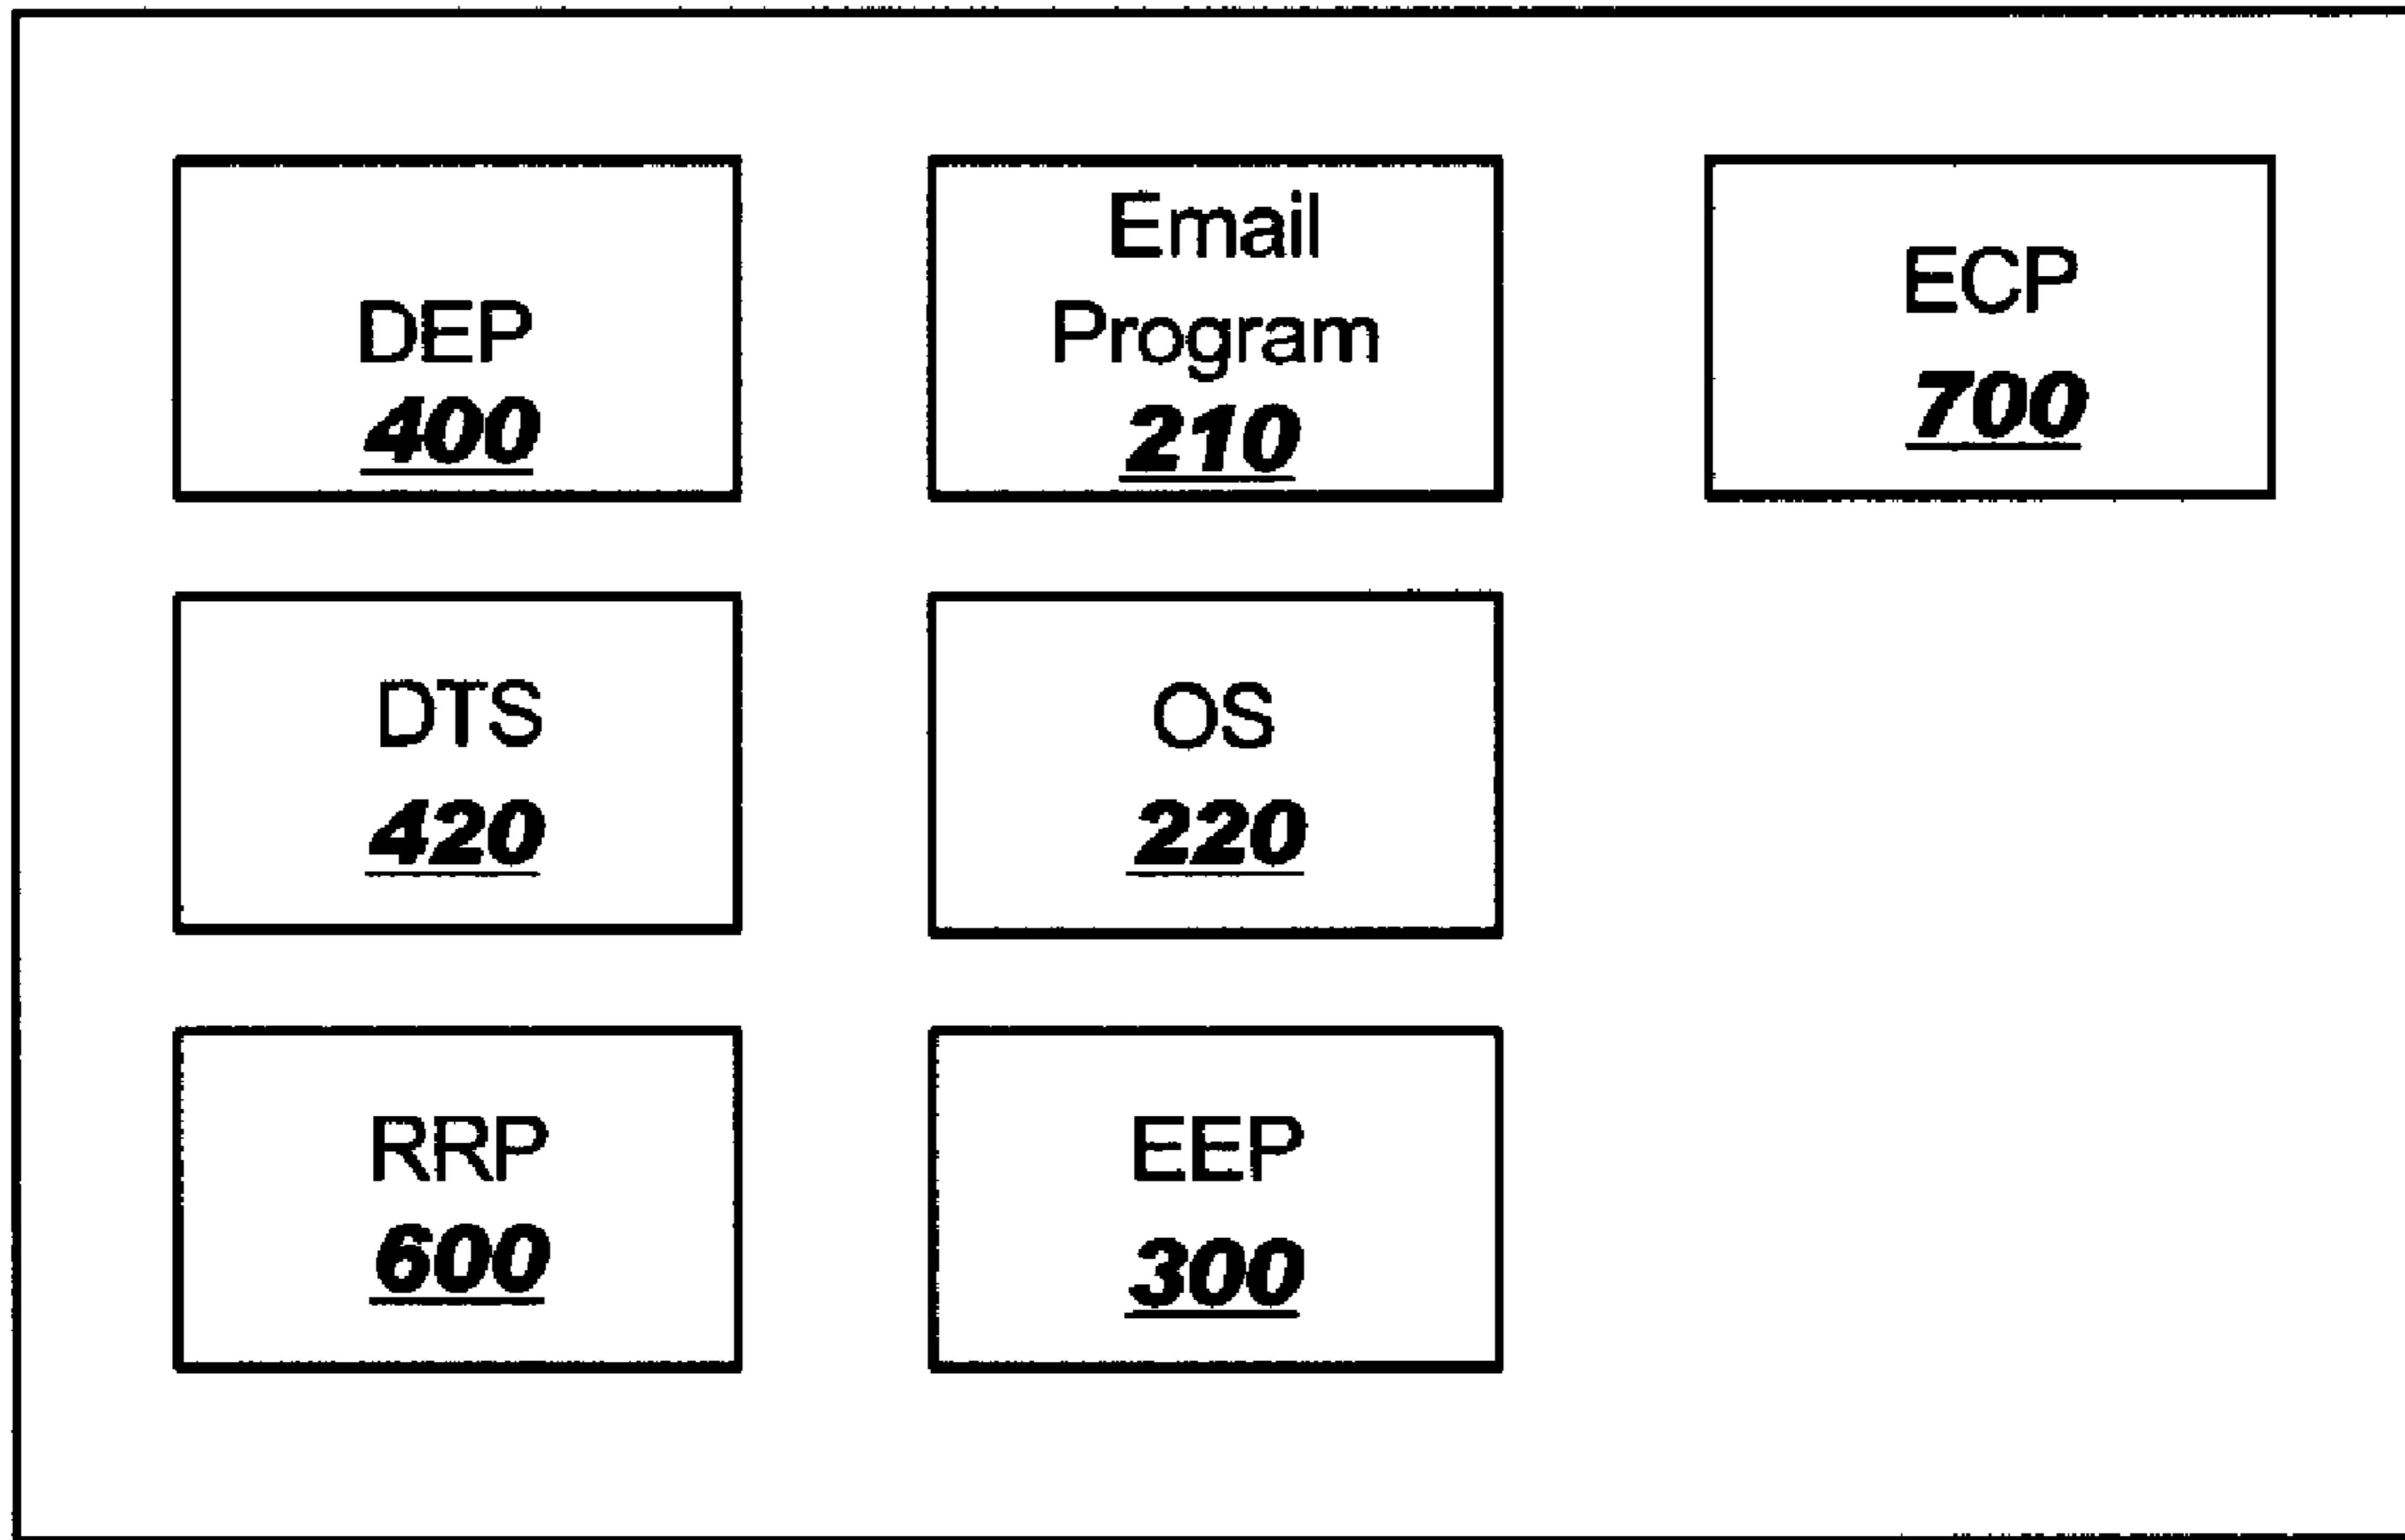 DEP
400
Email
Program
210
ECP
700
DTS
420
OS
220
RRP
600
EEP
300